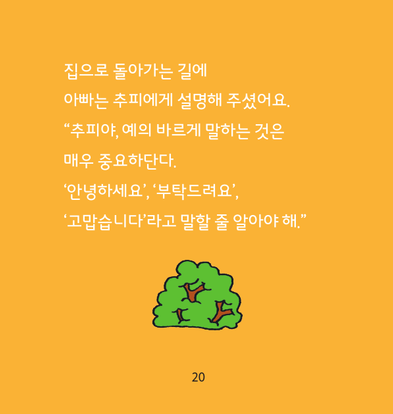 집으로 돌아가는 길에
아빠는 추피에게 설명해 주셨어요.
“추피야, 예의 바르게 말하는 것은
매우 중요하단다.
‘안녕하세요’, ‘부탁드려요’,
‘고맙습니다’라고 말할 줄 알아야 해.”
20